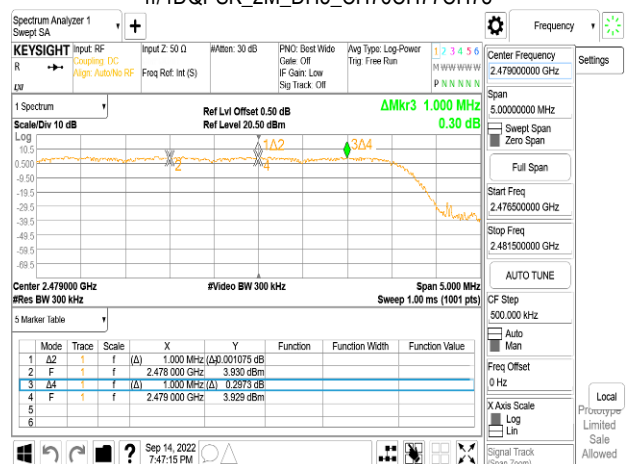 Spectrum Analyzer 1
Swept SA
Frequency
KEYSIGHT
Input: RF
Coupling: DC
Align: Auto/No RF
Input Z: 50 Ω
Freq Ref: Int (S)
#Atten: 30 dB
PNO: Best Wide
Gate: Off
IF Gain: Low
Sig Track: Off
Avg Type: Log-Power
Trig: Free Run
1 2 3 4 5 6
M W W W W W
P N N N N N
R
Center Frequency
2.479000000 GHz
Settings
Span
5.00000000 MHz
Swept Span
Zero Span
Full Span
Start Freq
2.476500000 GHz
Stop Freq
2.481500000 GHz
AUTO TUNE
CF Step
500.000 kHz
Auto
Man
Freq Offset
0 Hz
X Axis Scale
Log
Lin
Signal Track
(Span Zoom)
Local
Prototype
Limited
Sale
Allowed
1 Spectrum
Scale/Div 10 dB
Ref Lvl Offset 0.50 dB
Ref Level 20.50 dBm
ΔMkr3 1.000 MHz
0.30 dB
Log
10.5
0.500
-9.50
-19.5
-29.5
-39.5
-49.5
-59.5
-69.5
1Δ2
3Δ4
2
4
Center 2.479000 GHz
#Res BW 300 kHz
#Video BW 300 kHz
Span 5.000 MHz
Sweep 1.00 ms (1001 pts)
5 Marker Table
Mode Trace Scale X Y Function Function Width Function Value
1 Δ2 1 f (Δ) 1.000 MHz (Δ) -0.001075 dB
2 F 1 f 2.478 000 GHz 3.930 dBm
3 Δ4 1 f (Δ) 1.000 MHz (Δ) 0.2973 dB
4 F 1 f 2.479 000 GHz 3.929 dBm
5
6
Sep 14, 2022
7:47:15 PM